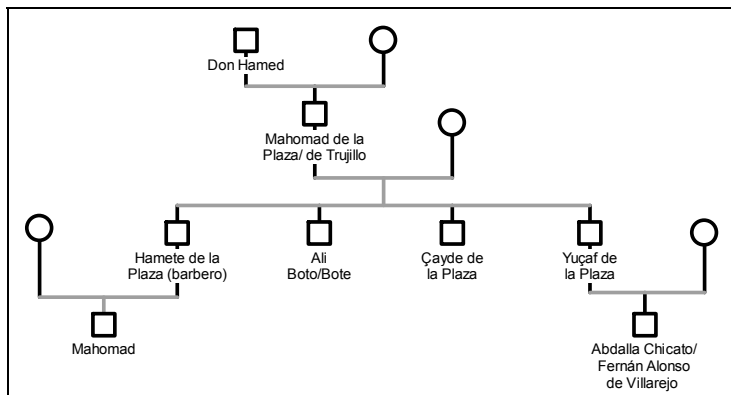 Don Hamed
Mahomad de la
Plaza/ de Trujillo
Hamete de la
Plaza (barbero)
Ali
Boto/Bote
Çayde de
la Plaza
Yuçaf de
la Plaza
Mahomad
Abdalla Chicato/
Fernán Alonso
de Villarejo